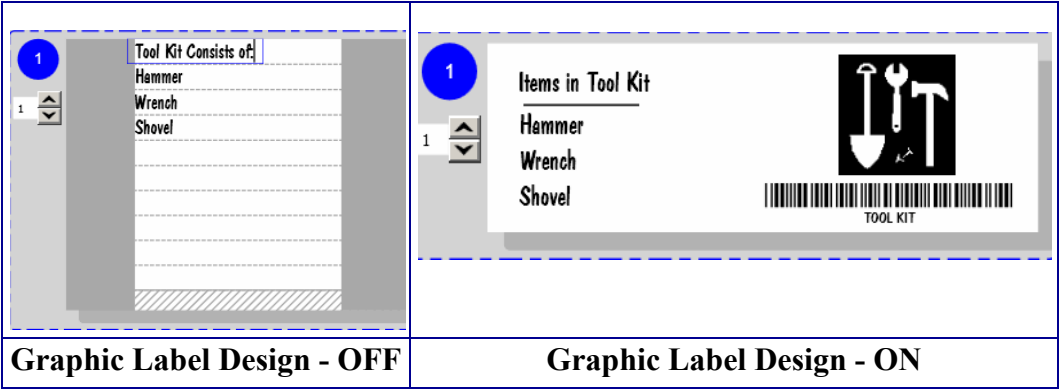 1
Tool Kit Consists of:
Hammer
1
Wrench
Shovel
Graphic Label Design - OFF
1
Items in Tool Kit
1
Hammer
Wrench
Shovel
TOOL KIT
Graphic Label Design - ON